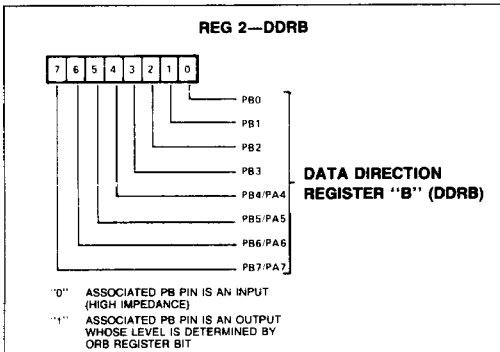 REG 2—DDRB
7 6 5 4 3 2 1 0
PB0
PB1
PB2
PB3
PB4/PA4
PB5/PA5
PB6/PA6
PB7/PA7
DATA DIRECTION
REGISTER "B" (DDRB)
"0" ASSOCIATED PB PIN IS AN INPUT
(HIGH IMPEDANCE)
"1" ASSOCIATED PB PIN IS AN OUTPUT
WHOSE LEVEL IS DETERMINED BY
ORB REGISTER BIT